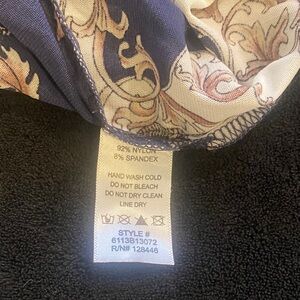 92% NYLON
8% SPANDEX
HAND WASH COLD
DO NOT BLEACH
DO NOT DRY CLEAN
LINE DRY
STYLE #
6113B13072
R/N# 128446